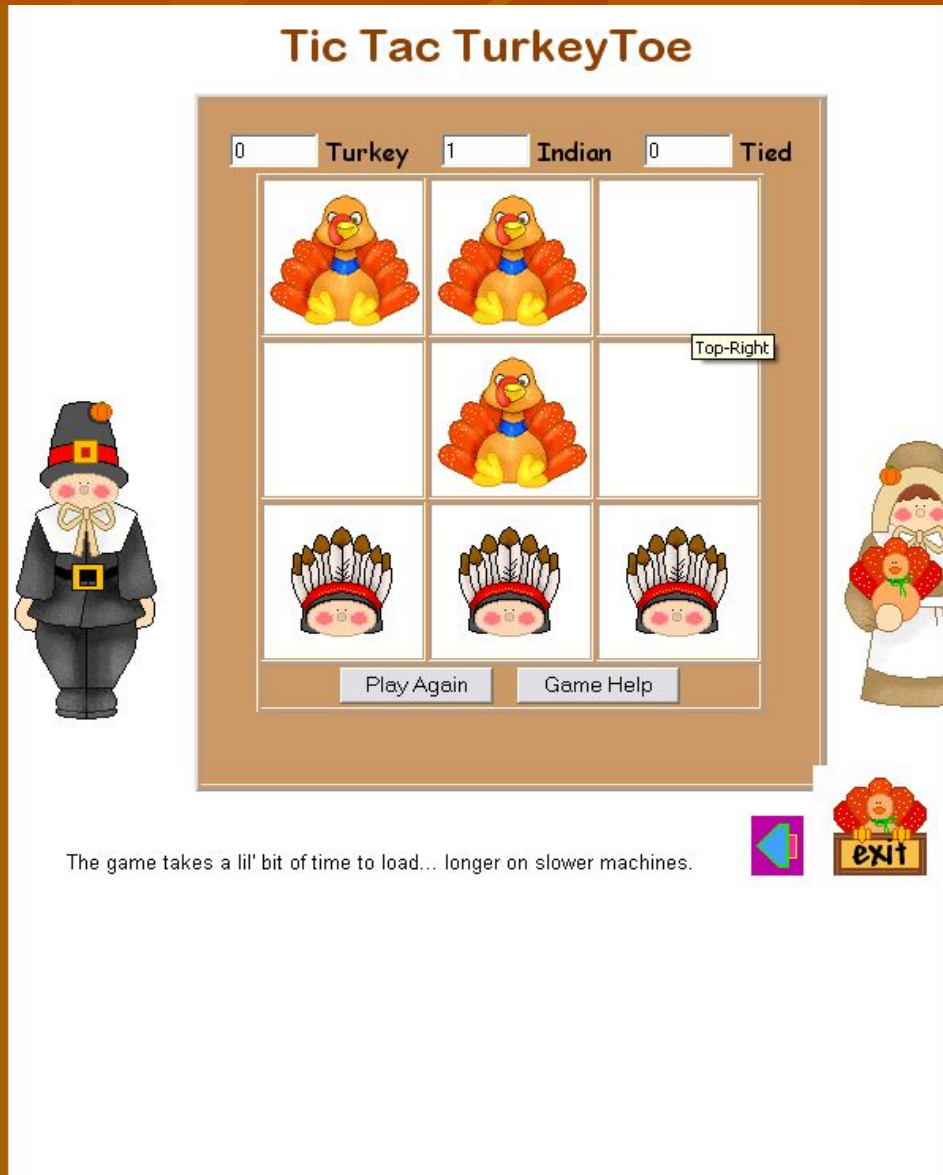 Tic Tac TurkeyToe
0 Turkey 1 Indian 0 Tied
Top-Right
Play Again Game Help
exit
The game takes a lil' bit of time to load... longer on slower machines.